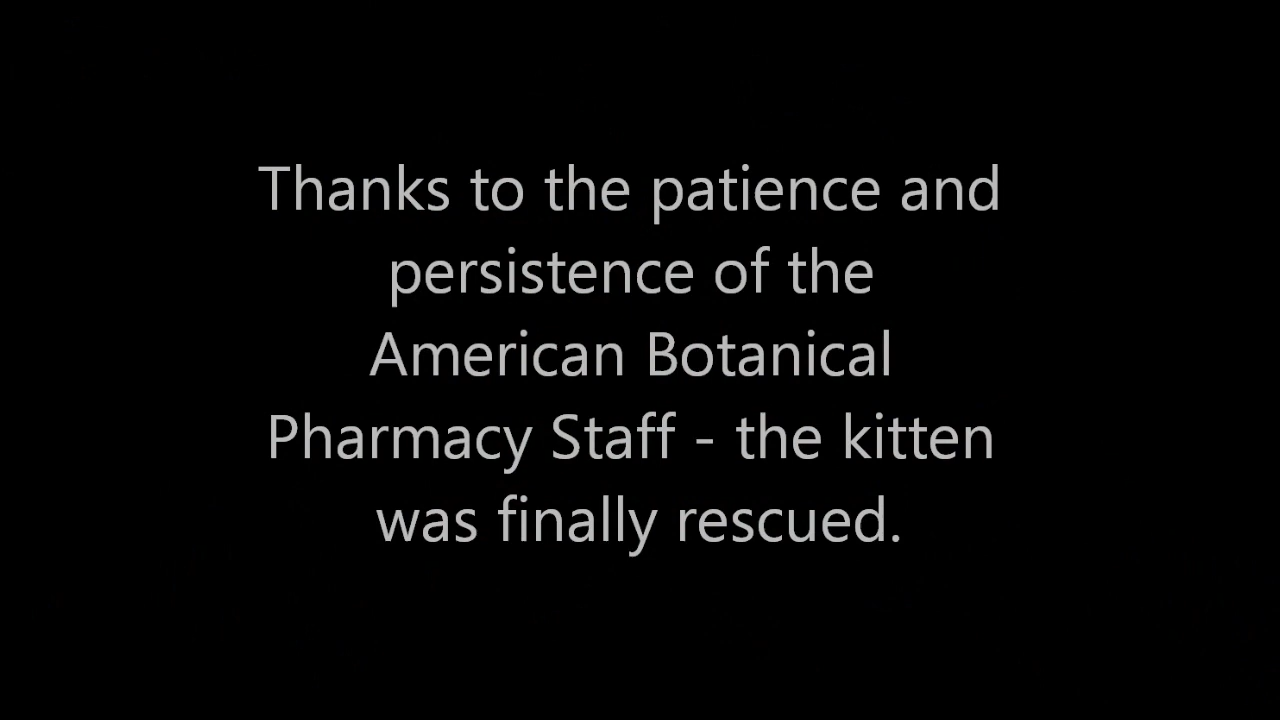 Thanks to the patience and
persistence of the
American Botanical
Pharmacy Staff - the kitten
was finally rescued.